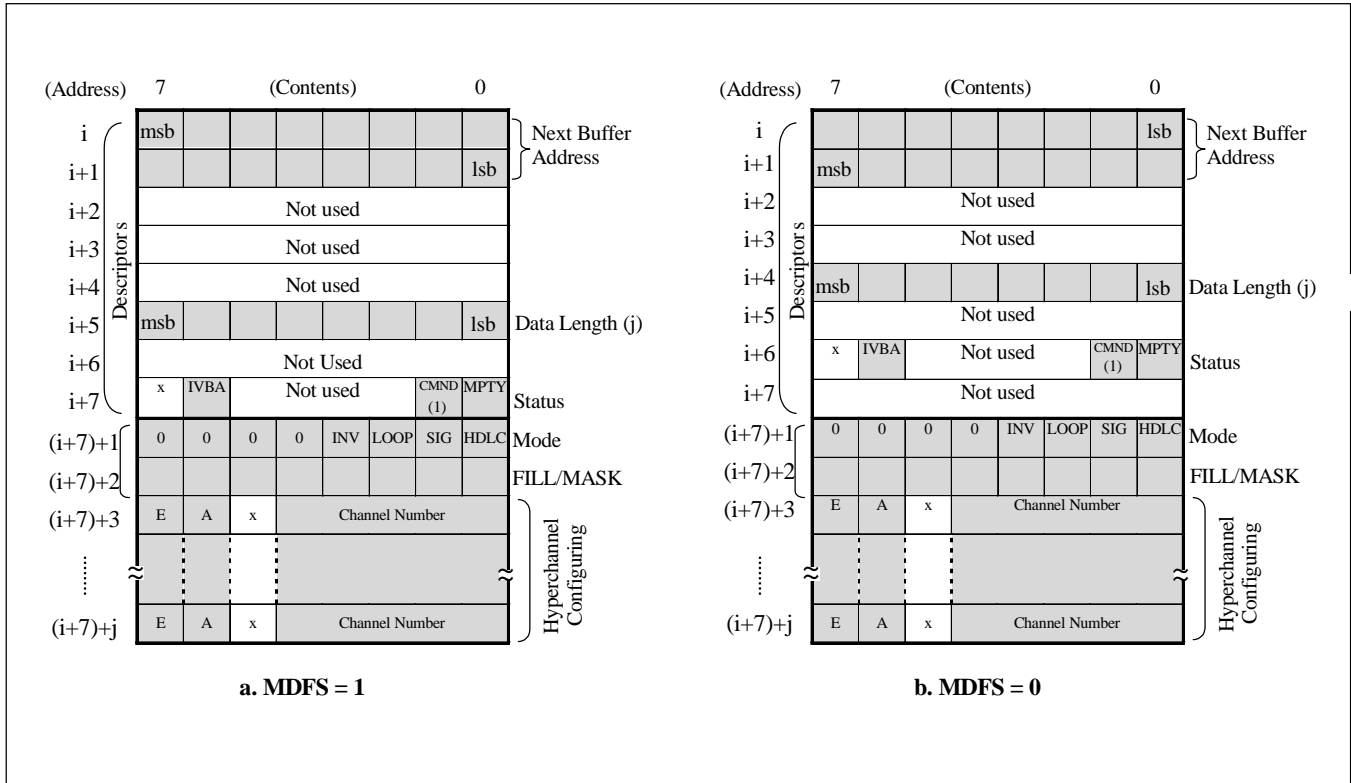 (Address) 7 (Contents) 0
i msb Next Buffer
Address
i+1 lsb
i+2 Not used
i+3 Not used
i+4 Not used
i+5 msb lsb Data Length (j)
i+6 Not Used
i+7 x IVBA Not used CMND (1) MPTY Status
Descriptors
(i+7)+1 0 0 0 0 INV LOOP SIG HDLC Mode
(i+7)+2 FILL/MASK
(i+7)+3 E A x Channel Number
........
≈ ≈
(i+7)+j E A x Channel Number
Hyperchannel
Configuring
a. MDFS = 1
(Address) 7 (Contents) 0
i lsb Next Buffer
Address
i+1 msb
i+2 Not used
i+3 Not used
i+4 msb lsb Data Length (j)
i+5 Not used
i+6 x IVBA Not used CMND (1) MPTY Status
i+7 Not used
Descriptors
(i+7)+1 0 0 0 0 INV LOOP SIG HDLC Mode
(i+7)+2 FILL/MASK
(i+7)+3 E A x Channel Number
........
≈ ≈
(i+7)+j E A x Channel Number
Hyperchannel
Configuring
b. MDFS = 0